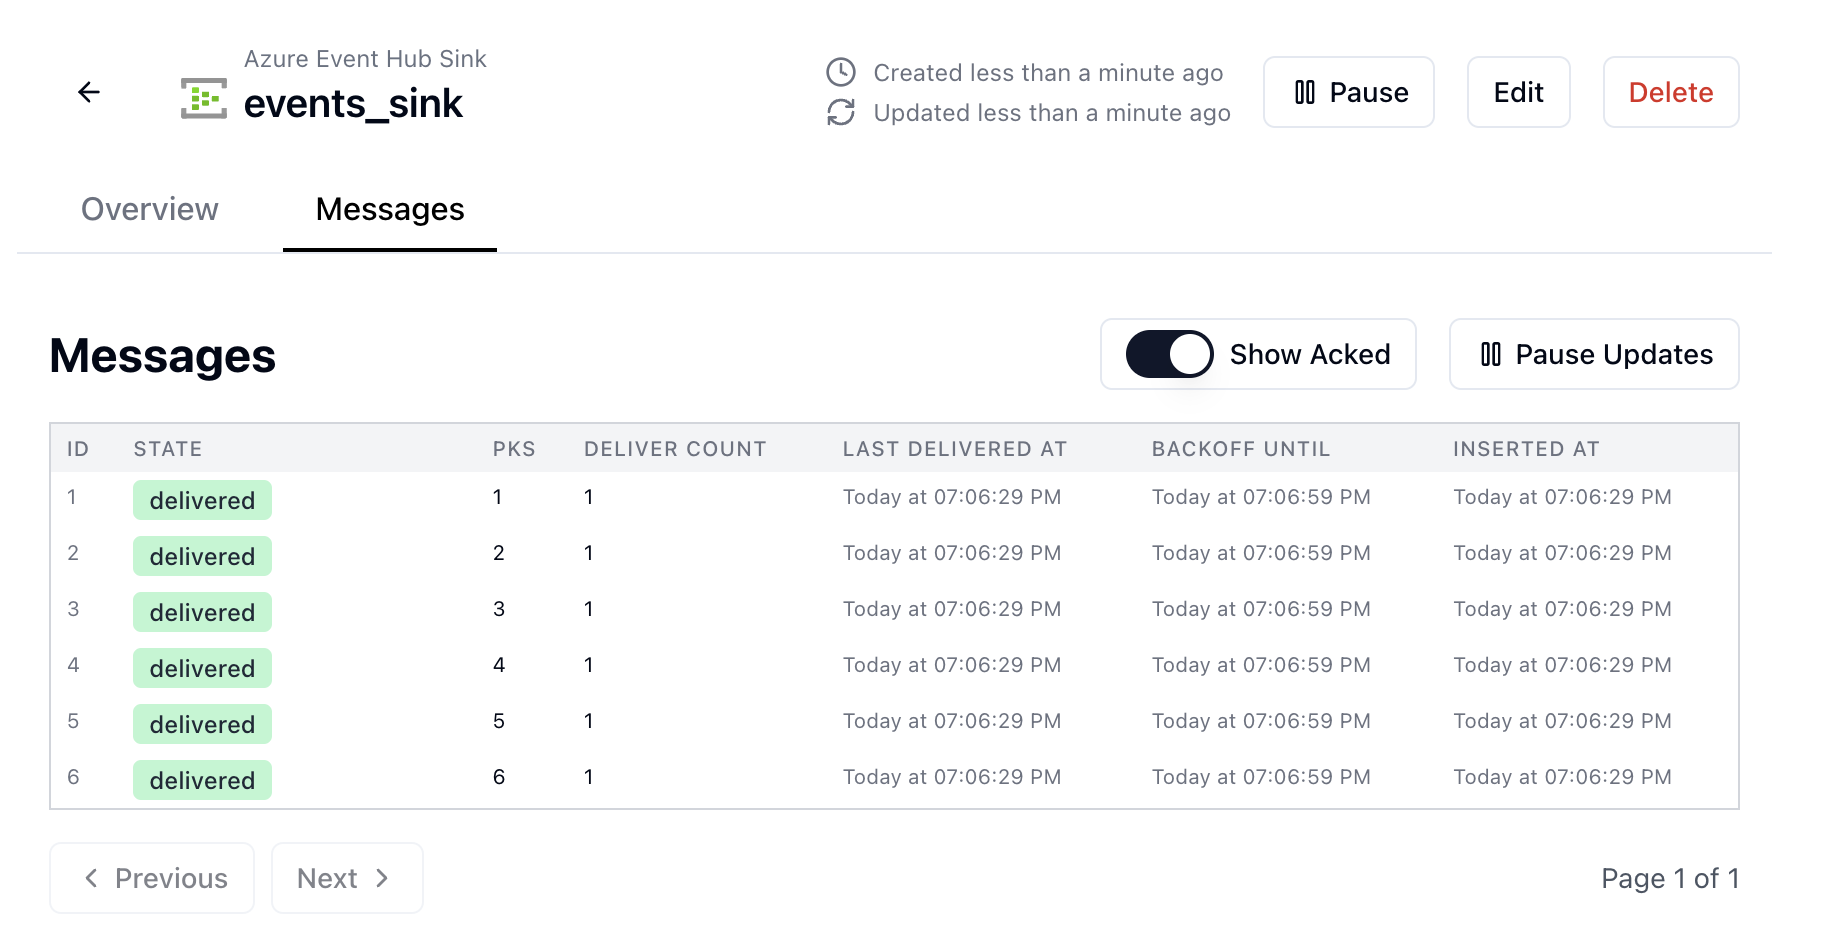 Azure Event Hub Sink
events_sink
Created less than a minute ago
Updated less than a minute ago
Pause
Edit
Delete
Overview
Messages
Messages
Show Acked
Pause Updates
ID STATE PKS DELIVER COUNT LAST DELIVERED AT BACKOFF UNTIL INSERTED AT
1 delivered 1 1 Today at 07:06:29 PM Today at 07:06:59 PM Today at 07:06:29 PM
2 delivered 2 1 Today at 07:06:29 PM Today at 07:06:59 PM Today at 07:06:29 PM
3 delivered 3 1 Today at 07:06:29 PM Today at 07:06:59 PM Today at 07:06:29 PM
4 delivered 4 1 Today at 07:06:29 PM Today at 07:06:59 PM Today at 07:06:29 PM
5 delivered 5 1 Today at 07:06:29 PM Today at 07:06:59 PM Today at 07:06:29 PM
6 delivered 6 1 Today at 07:06:29 PM Today at 07:06:59 PM Today at 07:06:29 PM
Previous
Next
Page 1 of 1